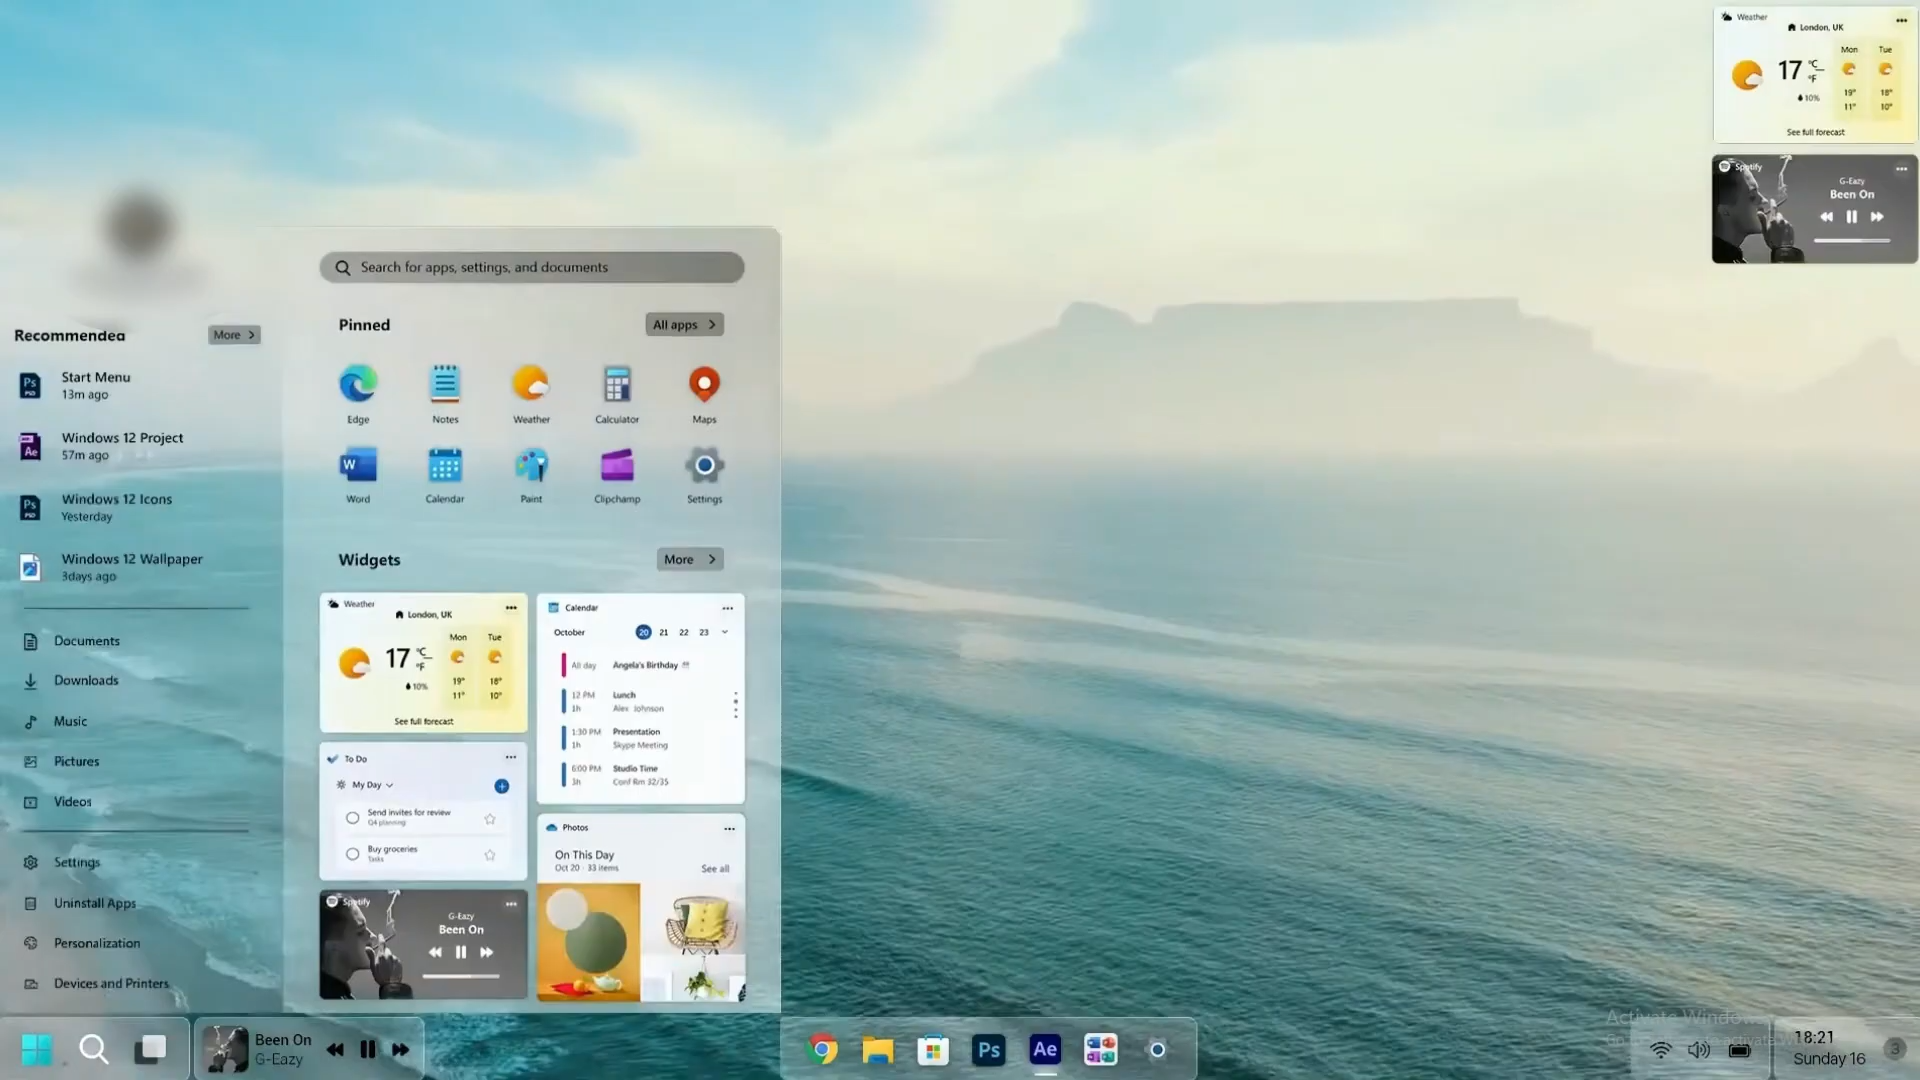 Weather
London, UK
17 °C
°F
10%
Mon
19°
11°
Tue
18°
10°
See full forecast
Spotify
G-Eazy
Been On
Search for apps, settings, and documents
Recommended
More >
Start Menu
13m ago
Windows 12 Project
57m ago
Windows 12 Icons
Yesterday
Windows 12 Wallpaper
3days ago
Documents
Downloads
Music
Pictures
Videos
Settings
Uninstall Apps
Personalization
Devices and Printers
Pinned
All apps >
Edge
Notes
Weather
Calculator
Maps
Word
Calendar
Paint
Clipchamp
Settings
Widgets
More >
Weather
London, UK
17 °C
°F
10%
Mon
19°
11°
Tue
18°
10°
See full forecast
To Do
My Day
Send invites for review
Q4 planning
Buy groceries
Tasks
Spotify
G-Eazy
Been On
Calendar
October 20 21 22 23
All day Angela's Birthday
12 PM Lunch
1h Alex Johnson
1:30 PM Presentation
1h Skype Meeting
6:00 PM Studio Time
3h Conf Rm 32/35
Photos
On This Day
Oct 20 · 33 items
See all
Been On
G-Eazy
Ps
Ae
Activate Windows
18:21
Sunday 16
3